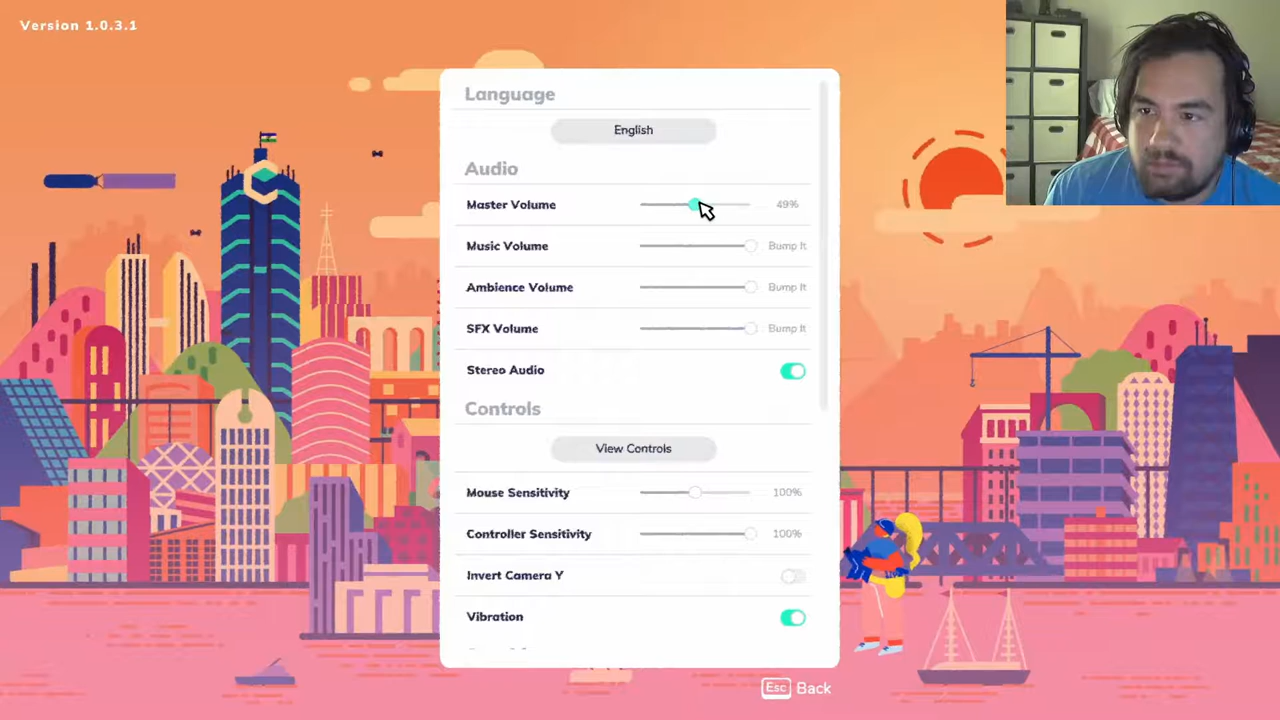 Version 1.0.3.1
Language
English
Audio
Master Volume 49%
Music Volume Bump It
Ambience Volume Bump It
SFX Volume Bump It
Stereo Audio
Controls
View Controls
Mouse Sensitivity 100%
Controller Sensitivity 100%
Invert Camera Y
Vibration
Esc Back